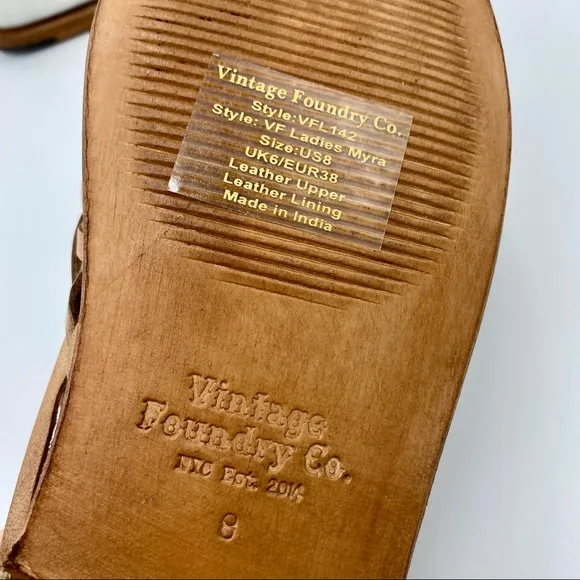 Vintage Foundry Co.
Style:VFL142
Style: VF Ladies Myra
Size:US8
UK6/EUR38
Leather Upper
Leather Lining
Made in India
Vintage
Foundry Co.
NYC Est. 2014
8